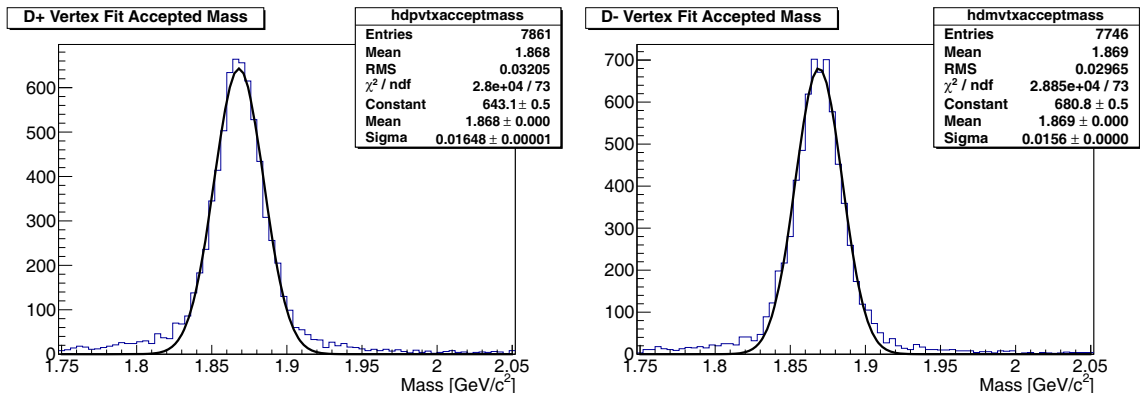 D+ Vertex Fit Accepted Mass
hdpvtxacceptmass
Entries 7861
Mean 1.868
RMS 0.03205
χ² / ndf 2.8e+04 / 73
Constant 643.1 ± 0.5
Mean 1.868 ± 0.000
Sigma 0.01648 ± 0.00001
600
500
400
300
200
100
0
1.75 1.8 1.85 1.9 1.95 2 2.05
Mass [GeV/c²]
D- Vertex Fit Accepted Mass
hdmvtxacceptmass
Entries 7746
Mean 1.869
RMS 0.02965
χ² / ndf 2.885e+04 / 73
Constant 680.8 ± 0.5
Mean 1.869 ± 0.000
Sigma 0.0156 ± 0.0000
700
600
500
400
300
200
100
0
1.75 1.8 1.85 1.9 1.95 2 2.05
Mass [GeV/c²]